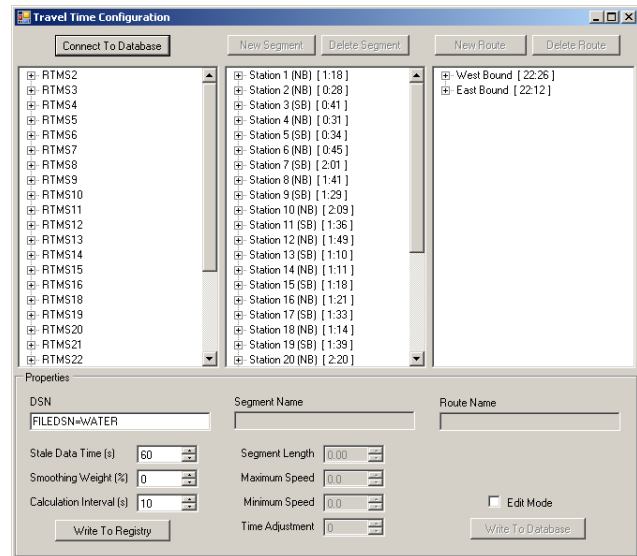 Travel Time Configuration
Connect To Database
New Segment
Delete Segment
New Route
Delete Route
RTMS2
RTMS3
RTMS4
RTMS5
RTMS6
RTMS7
RTMS8
RTMS9
RTMS10
RTMS11
RTMS12
RTMS13
RTMS14
RTMS15
RTMS16
RTMS18
RTMS19
RTMS20
RTMS21
RTMS22
Station 1 (NB) [ 1:18 ]
Station 2 (NB) [ 0:28 ]
Station 3 (SB) [ 0:41 ]
Station 4 (NB) [ 0:31 ]
Station 5 (SB) [ 0:34 ]
Station 6 (NB) [ 0:45 ]
Station 7 (SB) [ 2:01 ]
Station 8 (NB) [ 1:41 ]
Station 9 (SB) [ 1:29 ]
Station 10 (NB) [ 2:09 ]
Station 11 (SB) [ 1:36 ]
Station 12 (NB) [ 1:49 ]
Station 13 (SB) [ 1:10 ]
Station 14 (NB) [ 1:11 ]
Station 15 (SB) [ 1:18 ]
Station 16 (NB) [ 1:21 ]
Station 17 (SB) [ 1:33 ]
Station 18 (NB) [ 1:14 ]
Station 19 (SB) [ 1:39 ]
Station 20 (NB) [ 2:20 ]
West Bound [ 22:26 ]
East Bound [ 22:12 ]
Properties
DSN
FILEDSN=WATER
Stale Data Time (s) 60
Smoothing Weight (%) 0
Calculation Interval (s) 10
Write To Registry
Segment Name
Segment Length 0.00
Maximum Speed 0.0
Minimum Speed 0.0
Time Adjustment 0
Route Name
Edit Mode
Write To Database